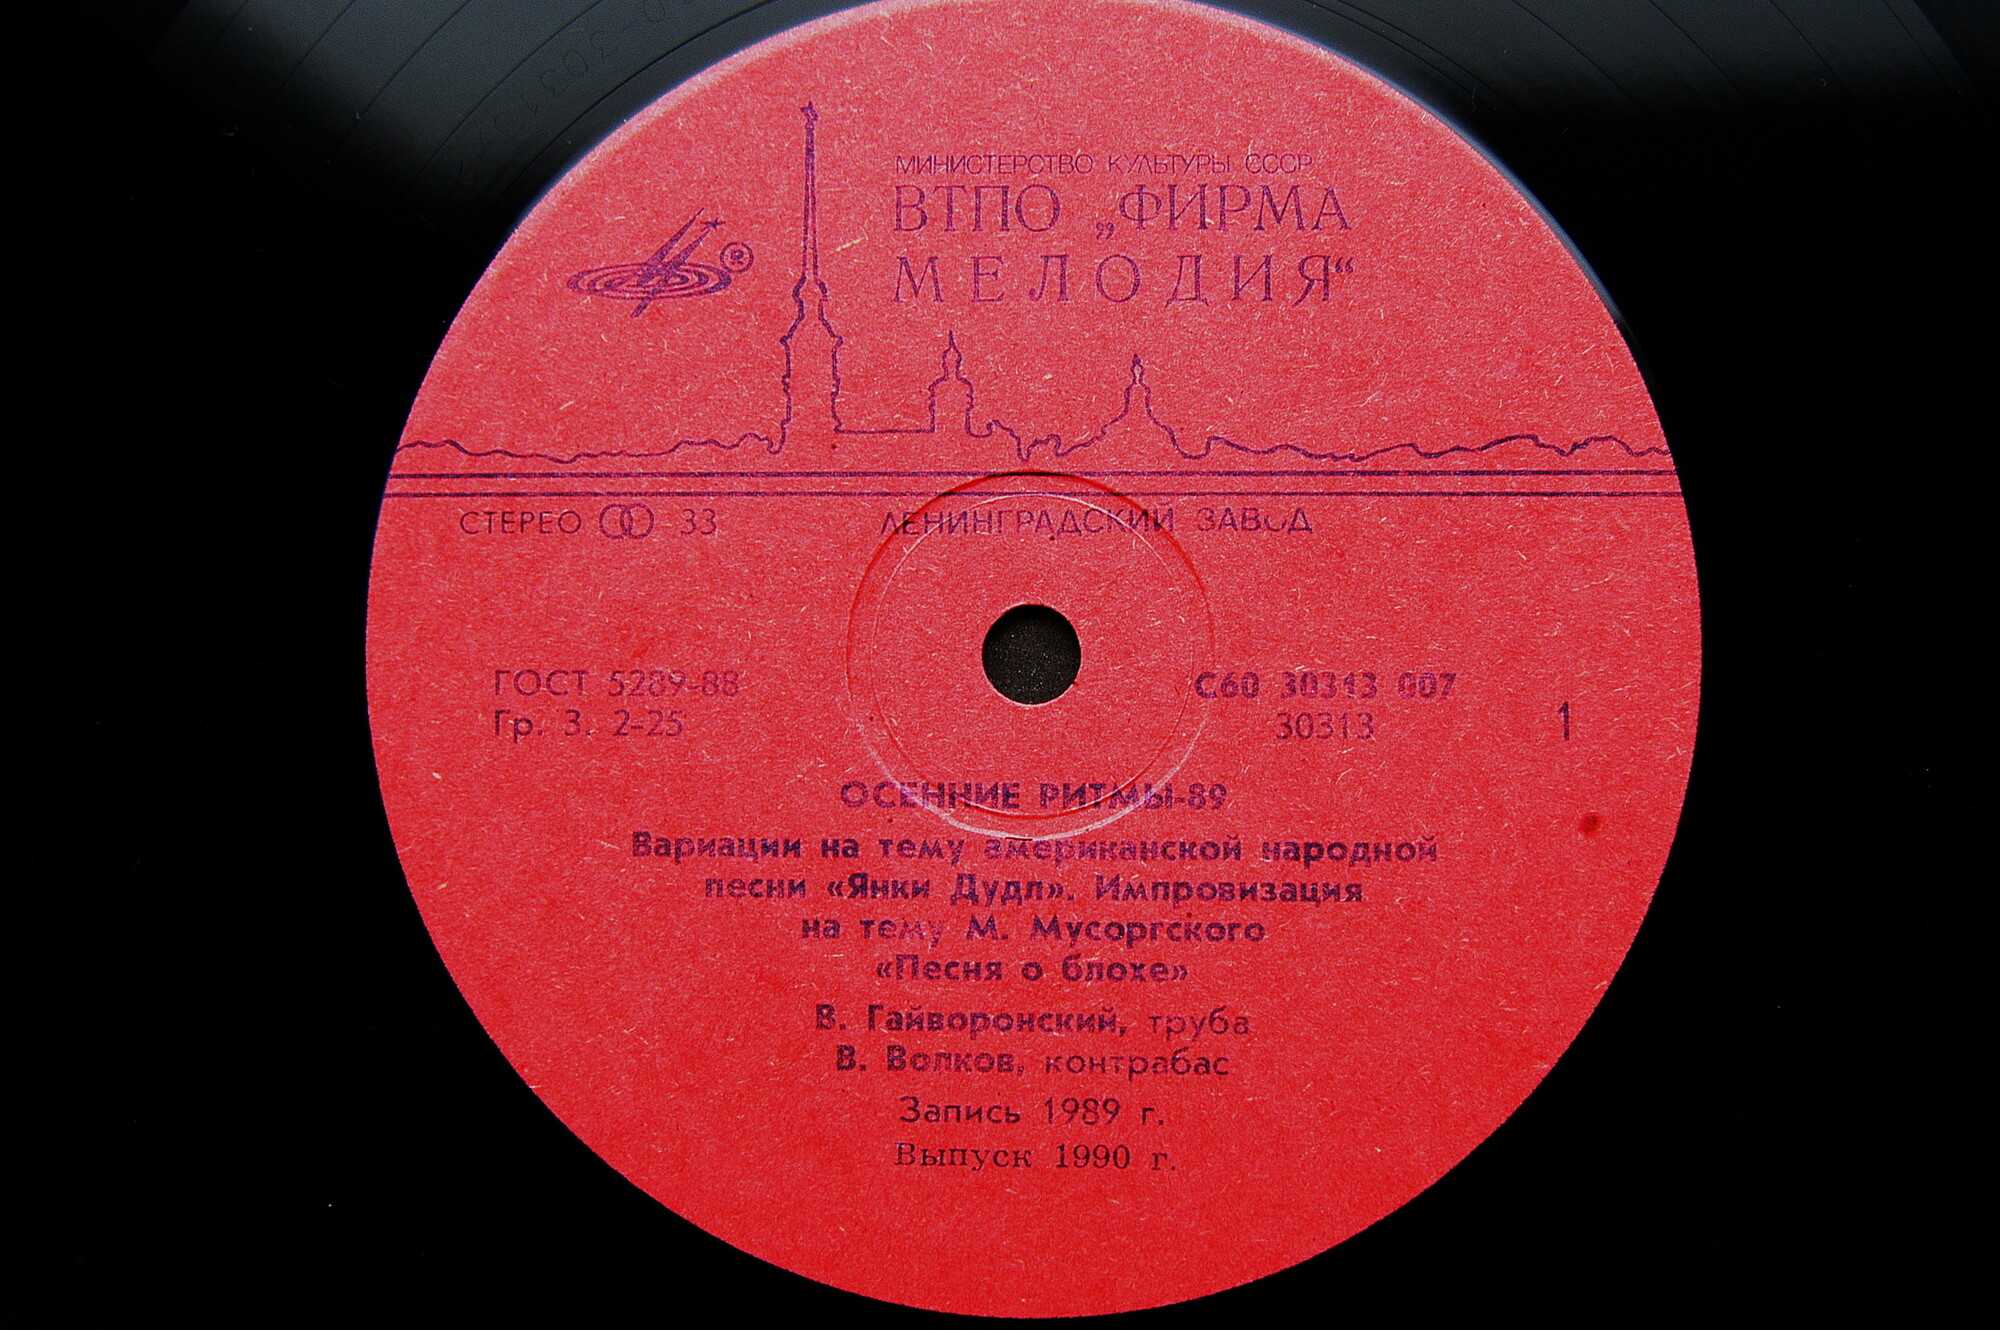 МИНИСТЕРСТВО КУЛЬТУРЫ СССР
ВТПО „ФИРМА
МЕЛОДИЯ“
®
СТЕРЕО 33
ЛЕНИНГРАДСКИЙ ЗАВОД
ГОСТ 5289-88
Гр. 3. 2-25
С60 30313 007
30313
1
ОСЕННИЕ РИТМЫ-89
Вариации на тему американской народной
песни «Янки Дудл». Импровизация
на тему М. Мусоргского
«Песня о блохе»
В. Гайворонский, труба
В. Волков, контрабас
Запись 1989 г.
Выпуск 1990 г.